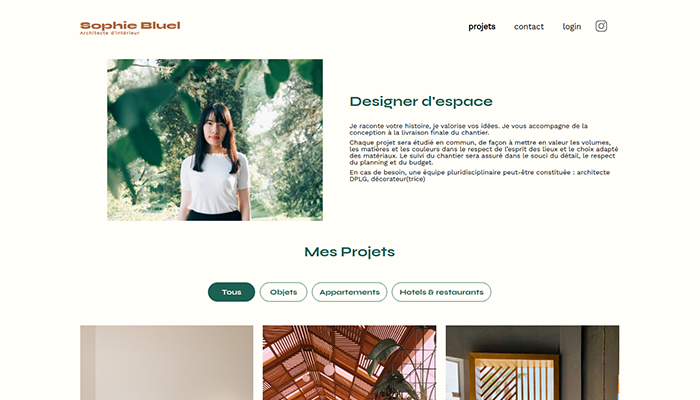 Sophie Bluel
Architecte d'intérieur
projets contact login
Designer d'espace
Je raconte votre histoire, je valorise vos idées. Je vous accompagne de la
conception à la livraison finale du chantier.
Chaque projet sera étudié en commun, de façon à mettre en valeur les volumes,
les matières et les couleurs dans le respect de l'esprit des lieux et le choix adapté
des matériaux. Le suivi du chantier sera assuré dans le souci du détail, le respect
du planning et du budget.
En cas de besoin, une équipe pluridisciplinaire peut-être constituée : architecte
DPLG, décorateur(trice)
Mes Projets
Tous Objets Appartements Hotels & restaurants